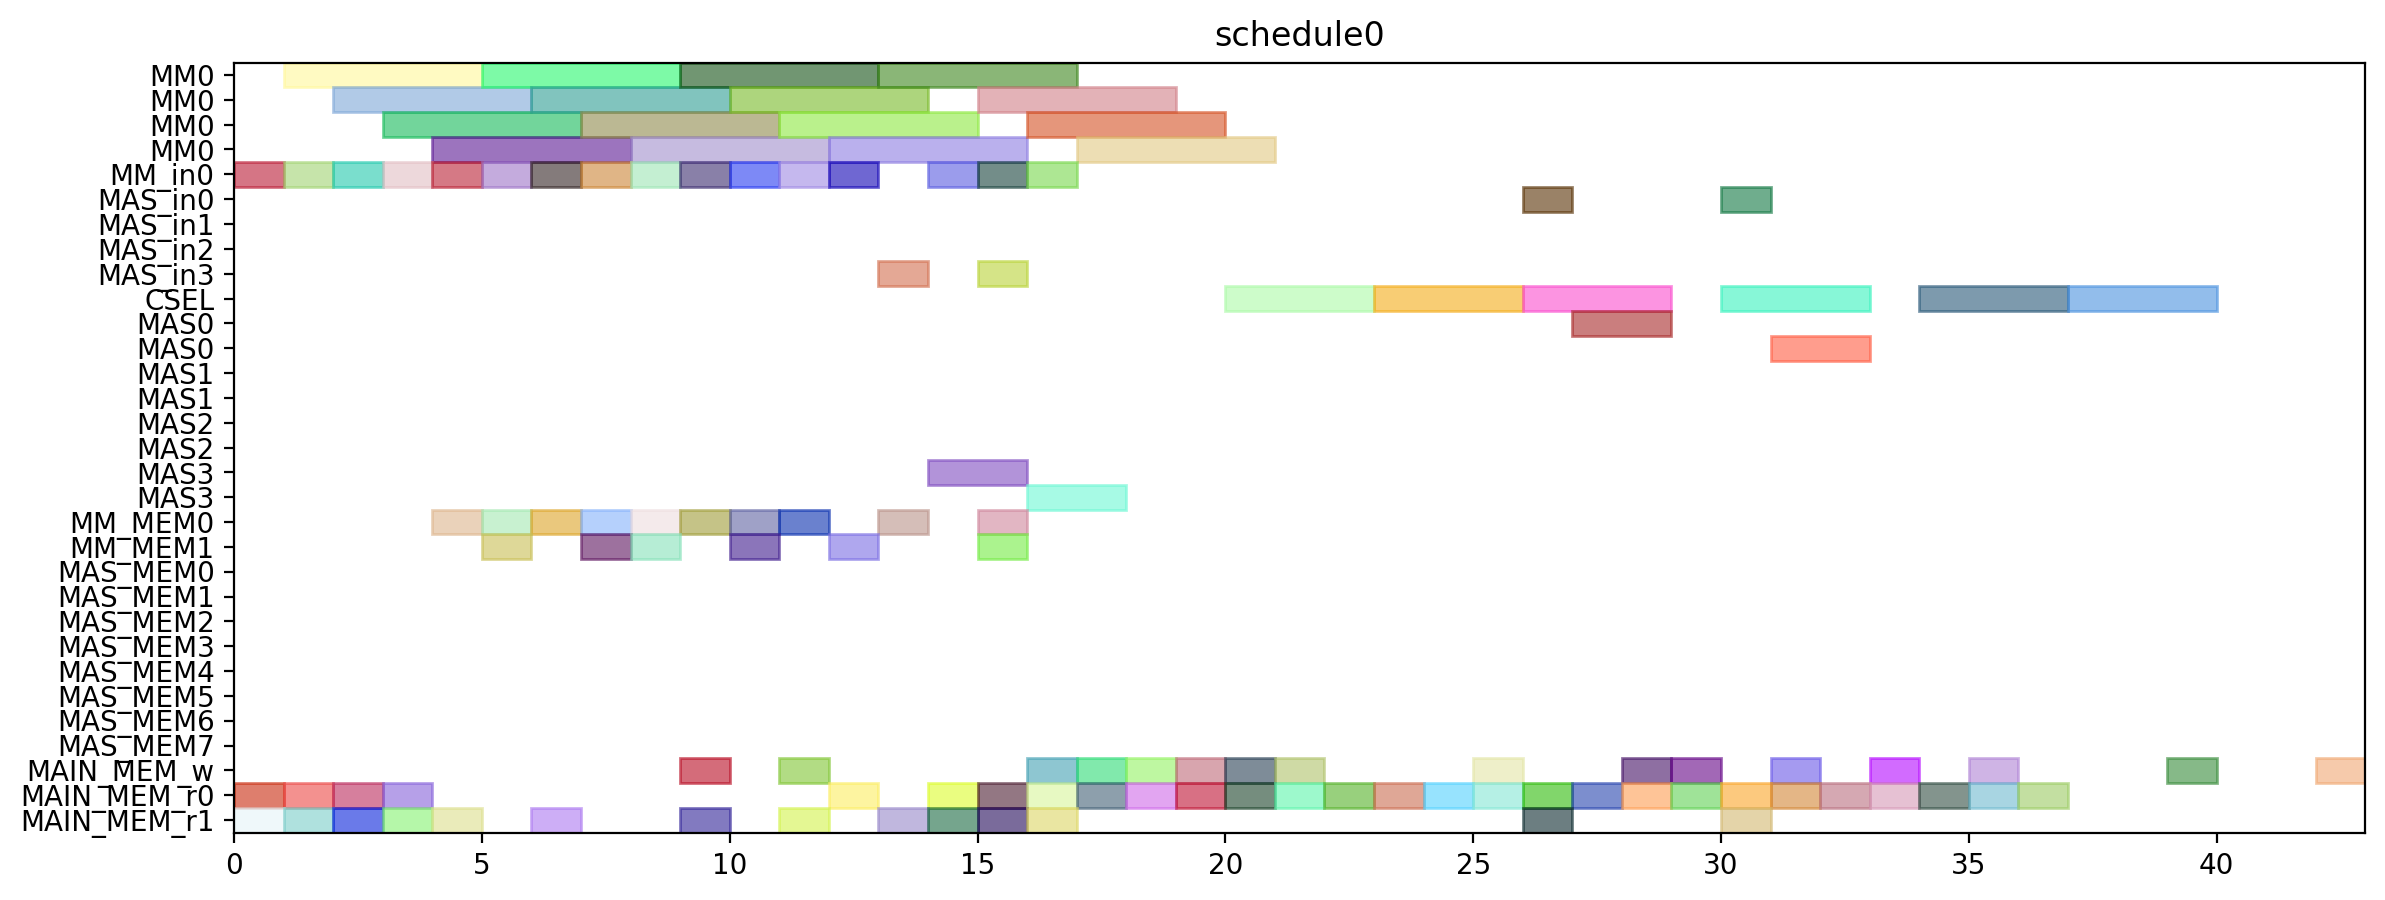 schedule0
MM0
MM0
MM0
MM0
MM_in0
MAS_in0
MAS_in1
MAS_in2
MAS_in3
CSEL
MAS0
MAS0
MAS1
MAS1
MAS2
MAS2
MAS3
MAS3
MM_MEM0
MM_MEM1
MAS_MEM0
MAS_MEM1
MAS_MEM2
MAS_MEM3
MAS_MEM4
MAS_MEM5
MAS_MEM6
MAS_MEM7
MAIN_MEM_w
MAIN_MEM_r0
MAIN_MEM_r1
0 5 10 15 20 25 30 35 40